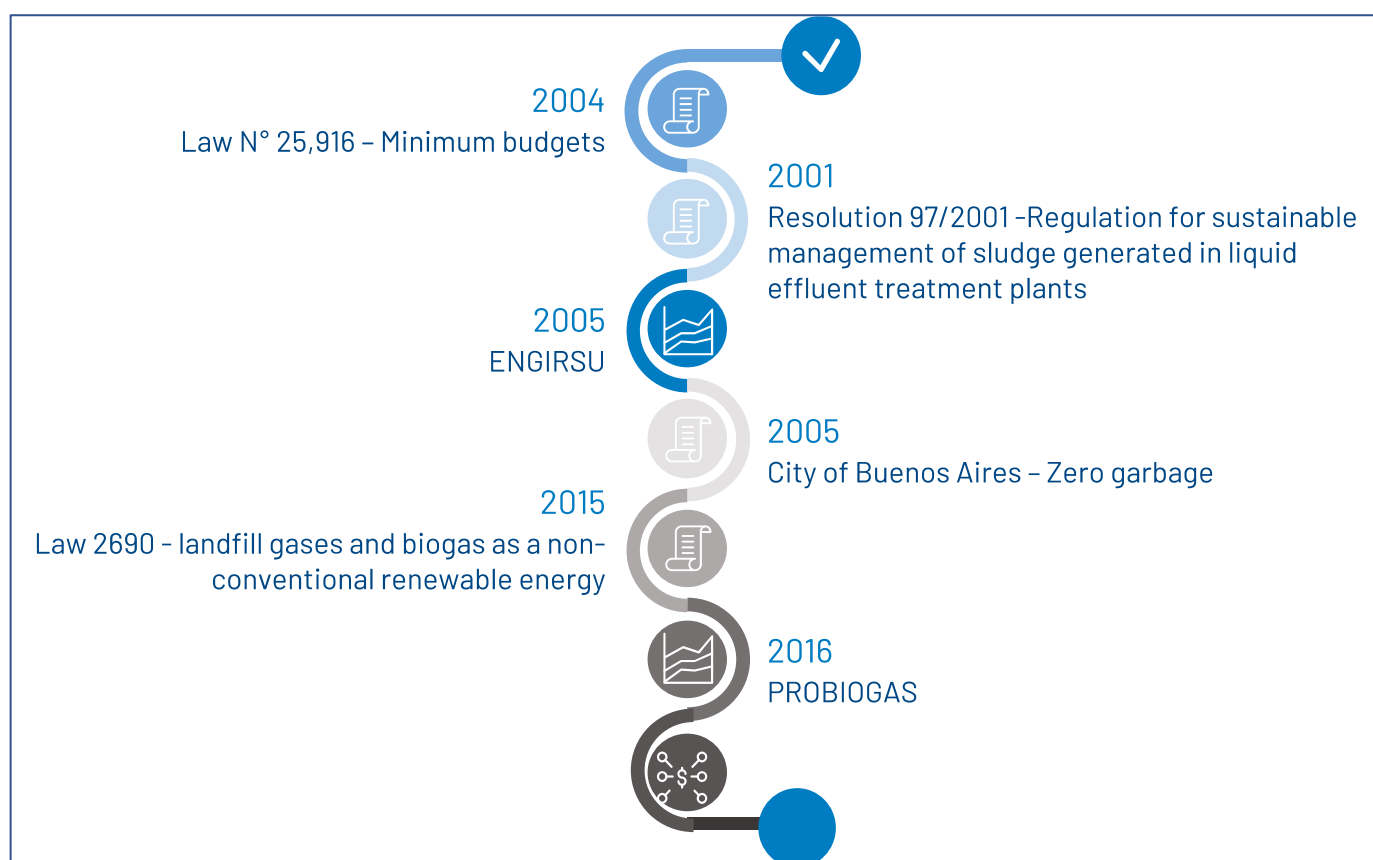 2004
Law N° 25,916 – Minimum budgets
2001
Resolution 97/2001 -Regulation for sustainable
management of sludge generated in liquid
effluent treatment plants
2005
ENGIRSU
2005
City of Buenos Aires – Zero garbage
2015
Law 2690 - landfill gases and biogas as a non-
conventional renewable energy
2016
PROBIOGAS
$